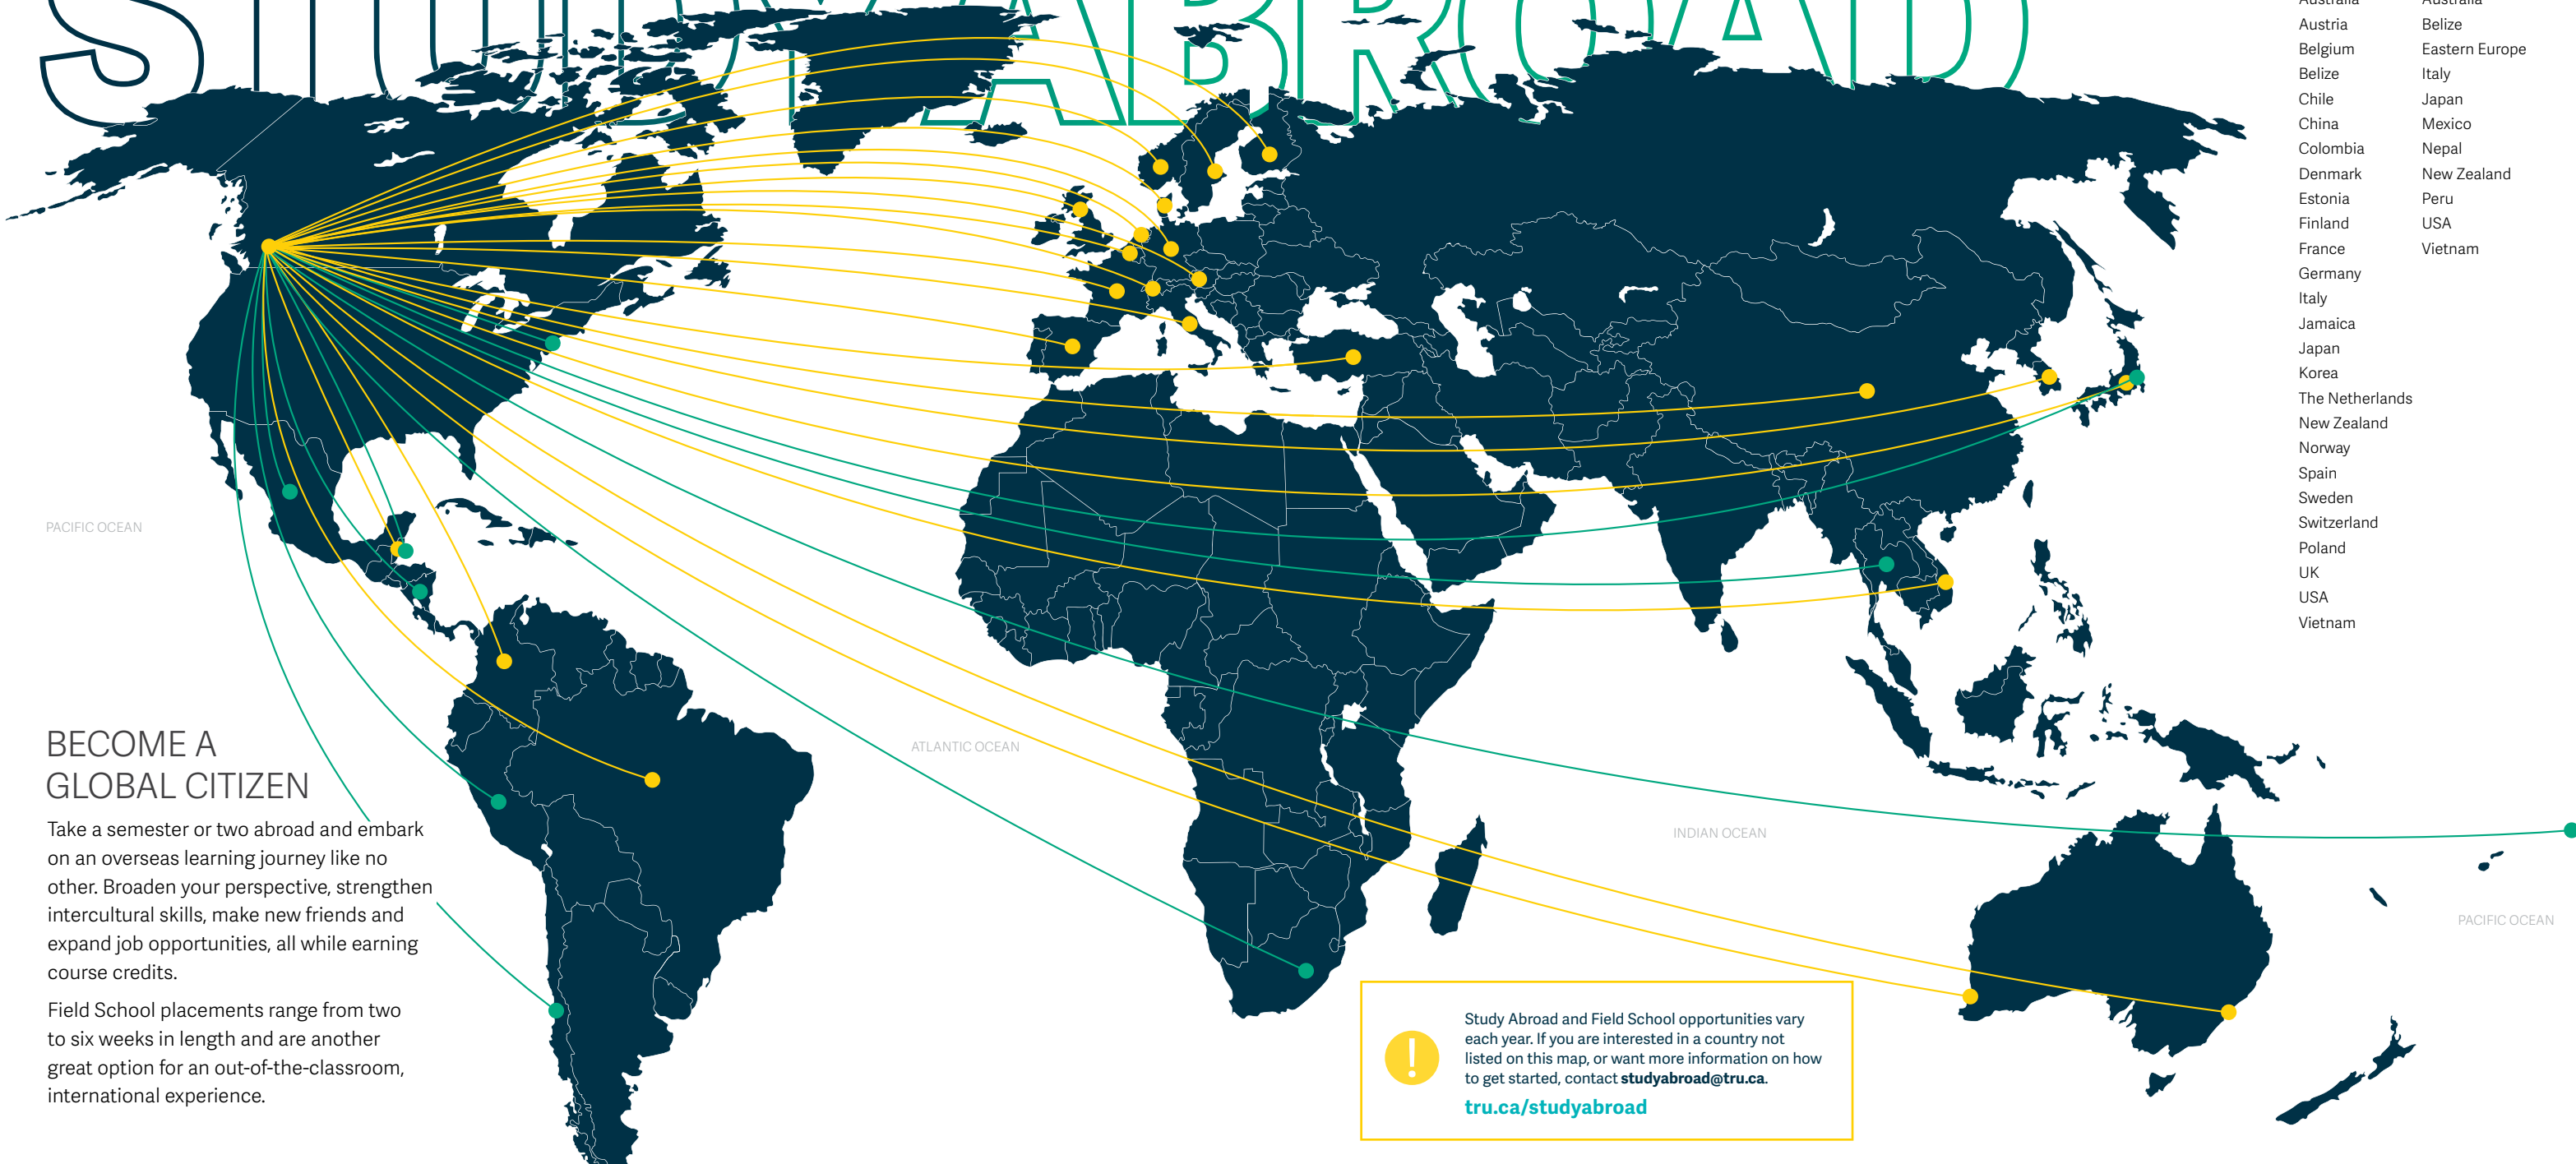 STUDY ABROAD
Australia
Austria
Belgium
Belize
Chile
China
Colombia
Denmark
Estonia
Finland
France
Germany
Italy
Jamaica
Japan
Korea
The Netherlands
New Zealand
Norway
Spain
Sweden
Switzerland
Poland
UK
USA
Vietnam
Australia
Belize
Eastern Europe
Italy
Japan
Mexico
Nepal
New Zealand
Peru
USA
Vietnam
PACIFIC OCEAN
ATLANTIC OCEAN
INDIAN OCEAN
PACIFIC OCEAN
BECOME A
GLOBAL CITIZEN
Take a semester or two abroad and embark
on an overseas learning journey like no
other. Broaden your perspective, strengthen
intercultural skills, make new friends and
expand job opportunities, all while earning
course credits.
Field School placements range from two
to six weeks in length and are another
great option for an out-of-the-classroom,
international experience.
!
Study Abroad and Field School opportunities vary
each year. If you are interested in a country not
listed on this map, or want more information on how
to get started, contact studyabroad@tru.ca.
tru.ca/studyabroad